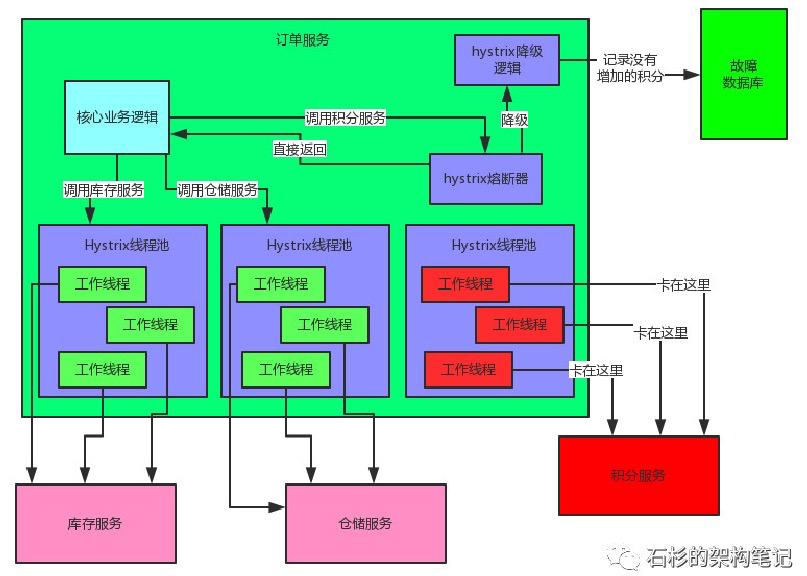 订单服务
hystrix降级
逻辑
记录没有
增加的积分
故障
数据库
核心业务逻辑
调用积分服务
降级
直接返回
hystrix熔断器
调用库存服务
调用仓储服务
Hystrix线程池
Hystrix线程池
Hystrix线程池
工作线程
工作线程
工作线程
卡在这里
工作线程
工作线程
工作线程
卡在这里
工作线程
工作线程
工作线程
卡在这里
积分服务
库存服务
仓储服务
石杉的架构笔记